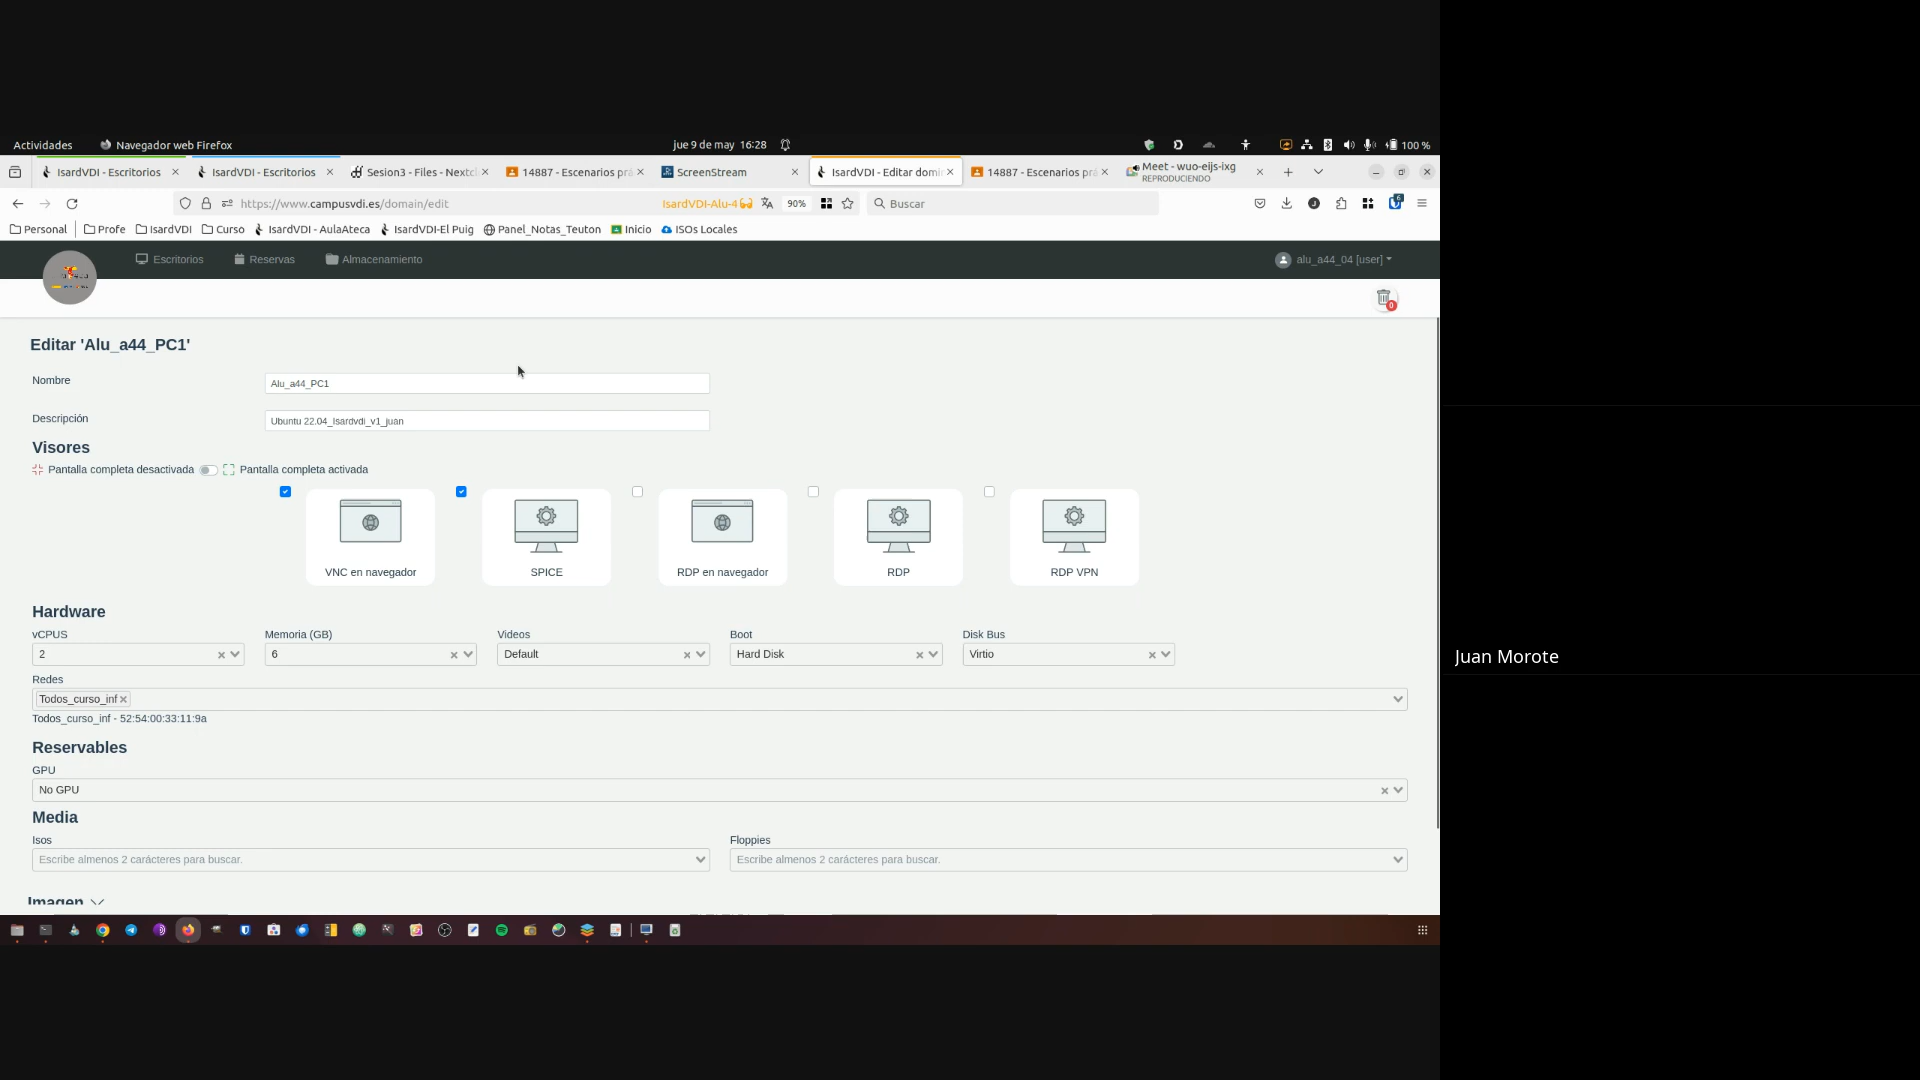 Actividades Navegador web Firefox jue 9 de may 16:28 100 %
IsardVDI - Escritorios IsardVDI - Escritorios Sesion3 - Files - Nextcl 14887 - Escenarios prá ScreenStream IsardVDI - Editar domi 14887 - Escenarios prá Meet - wuo-eijs-ixg
REPRODUCIENDO
https://www.campusvdi.es/domain/edit IsardVDI-Alu-4 90% Buscar
Personal Profe IsardVDI Curso IsardVDI - AulaAteca IsardVDI-El Puig Panel_Notas_Teuton Inicio ISOs Locales
Escritorios Reservas Almacenamiento alu_a44_04 [user]
0
Editar 'Alu_a44_PC1'
Nombre Alu_a44_PC1
Descripción Ubuntu 22.04_Isardvdi_v1_juan
Visores
Pantalla completa desactivada Pantalla completa activada
VNC en navegador SPICE RDP en navegador RDP RDP VPN
Hardware
vCPUS Memoria (GB) Videos Boot Disk Bus
2 6 Default Hard Disk Virtio
Redes
Todos_curso_inf
Todos_curso_inf - 52:54:00:33:11:9a
Juan Morote
Reservables
GPU
No GPU
Media
Isos Floppies
Escribe almenos 2 carácteres para buscar. Escribe almenos 2 carácteres para buscar.
Imagen